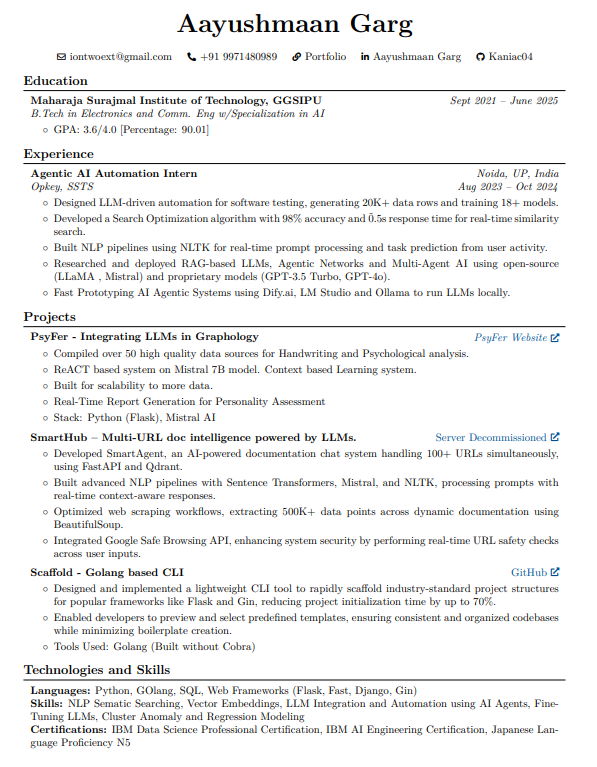 Aayushmaan Garg
iontwoext@gmail.com +91 9971480989 Portfolio Aayushmaan Garg Kaniac04
Education
Maharaja Surajmal Institute of Technology, GGSIPU Sept 2021 – June 2025
B.Tech in Electronics and Comm. Eng w/Specialization in AI
GPA: 3.6/4.0 [Percentage: 90.01]
Experience
Agentic AI Automation Intern Noida, UP, India
Opkey, SSTS Aug 2023 – Oct 2024
Designed LLM-driven automation for software testing, generating 20K+ data rows and training 18+ models.
Developed a Search Optimization algorithm with 98% accuracy and 0̃.5s response time for real-time similarity
search.
Built NLP pipelines using NLTK for real-time prompt processing and task prediction from user activity.
Researched and deployed RAG-based LLMs, Agentic Networks and Multi-Agent AI using open-source
(LLaMA , Mistral) and proprietary models (GPT-3.5 Turbo, GPT-4o).
Fast Prototyping AI Agentic Systems using Dify.ai, LM Studio and Ollama to run LLMs locally.
Projects
PsyFer - Integrating LLMs in Graphology PsyFer Website
Compiled over 50 high quality data sources for Handwriting and Psychological analysis.
ReACT based system on Mistral 7B model. Context based Learning system.
Built for scalability to more data.
Real-Time Report Generation for Personality Assessment
Stack: Python (Flask), Mistral AI
SmartHub – Multi-URL doc intelligence powered by LLMs. Server Decommissioned
Developed SmartAgent, an AI-powered documentation chat system handling 100+ URLs simultaneously,
using FastAPI and Qdrant.
Built advanced NLP pipelines with Sentence Transformers, Mistral, and NLTK, processing prompts with
real-time context-aware responses.
Optimized web scraping workflows, extracting 500K+ data points across dynamic documentation using
BeautifulSoup.
Integrated Google Safe Browsing API, enhancing system security by performing real-time URL safety checks
across user inputs.
Scaffold - Golang based CLI GitHub
Designed and implemented a lightweight CLI tool to rapidly scaffold industry-standard project structures
for popular frameworks like Flask and Gin, reducing project initialization time by up to 70%.
Enabled developers to preview and select predefined templates, ensuring consistent and organized codebases
while minimizing boilerplate creation.
Tools Used: Golang (Built without Cobra)
Technologies and Skills
Languages: Python, GOlang, SQL, Web Frameworks (Flask, Fast, Django, Gin)
Skills: NLP Sematic Searching, Vector Embeddings, LLM Integration and Automation using AI Agents, Fine-
Tuning LLMs, Cluster Anomaly and Regression Modeling
Certifications: IBM Data Science Professional Certification, IBM AI Engineering Certification, Japanese Lan-
guage Proficiency N5